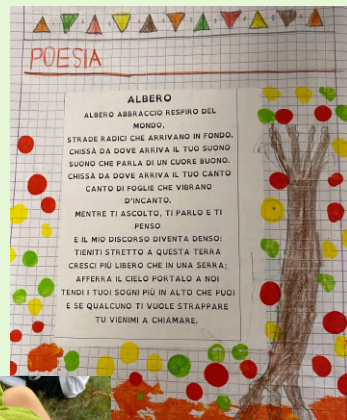 POESIA
ALBERO
ALBERO ABBRACCIO RESPIRO DEL
MONDO,
STRADE RADICI CHE ARRIVANO IN FONDO.
CHISSÀ DA DOVE ARRIVA IL TUO SUONO
SUONO CHE PARLA DI UN CUORE BUONO.
CHISSÀ DA DOVE ARRIVA IL TUO CANTO
CANTO DI FOGLIE CHE VIBRANO
D'INCANTO.
MENTRE TI ASCOLTO, TI PARLO E TI
PENSO
E IL MIO DISCORSO DIVENTA DENSO:
TIENITI STRETTO A QUESTA TERRA
CRESCI PIÙ LIBERO CHE IN UNA SERRA;
AFFERRA IL CIELO PORTALO A NOI
TENDI I TUOI SOGNI PIÙ IN ALTO CHE PUOI
E SE QUALCUNO TI VUOLE STRAPPARE
TU VIENIMI A CHIAMARE.